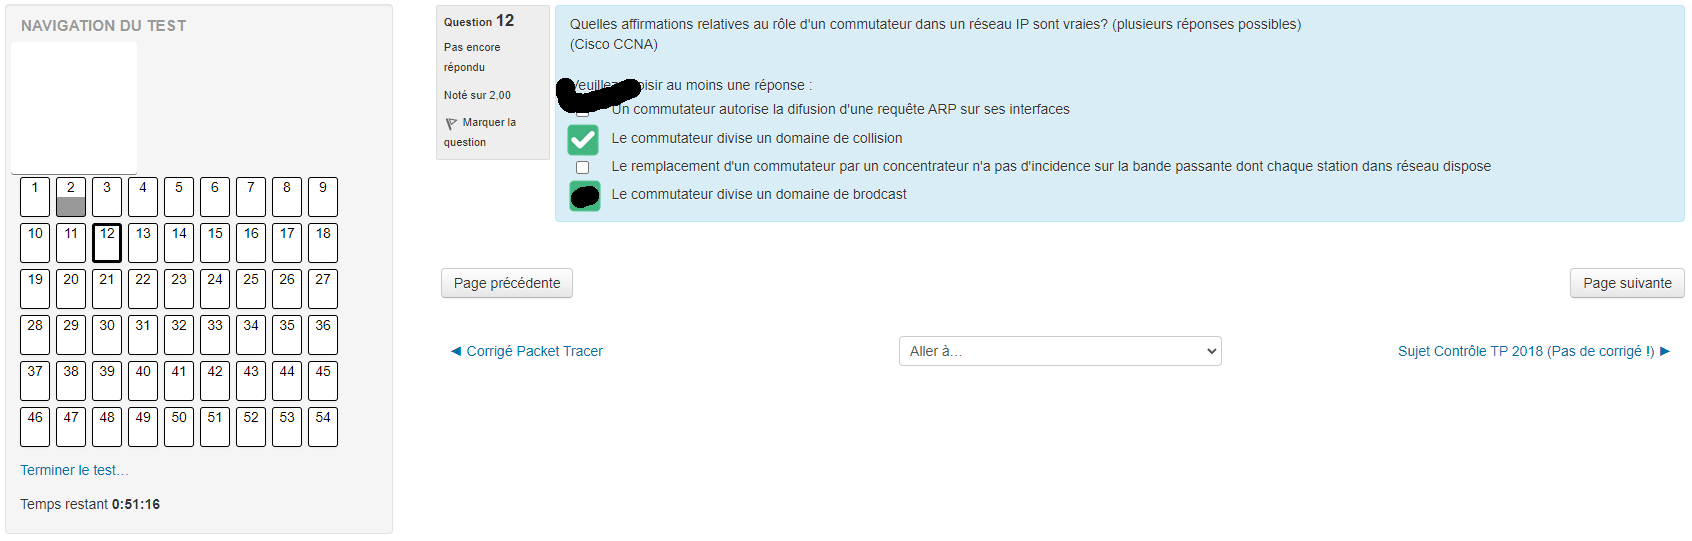 NAVIGATION DU TEST
1 2 3 4 5 6 7 8 9
10 11 12 13 14 15 16 17 18
19 20 21 22 23 24 25 26 27
28 29 30 31 32 33 34 35 36
37 38 39 40 41 42 43 44 45
46 47 48 49 50 51 52 53 54
Terminer le test...
Temps restant 0:51:16
Question 12
Pas encore
répondu
Noté sur 2,00
Marquer la
question
Quelles affirmations relatives au rôle d'un commutateur dans un réseau IP sont vraies? (plusieurs réponses possibles)
(Cisco CCNA)
au moins une réponse :
Un commutateur autorise la difusion d'une requête ARP sur ses interfaces
Le commutateur divise un domaine de collision
Le remplacement d'un commutateur par un concentrateur n'a pas d'incidence sur la bande passante dont chaque station dans réseau dispose
Le commutateur divise un domaine de brodcast
Page précédente
Page suivante
◄ Corrigé Packet Tracer
Aller à...
Sujet Contrôle TP 2018 (Pas de corrigé !) ►